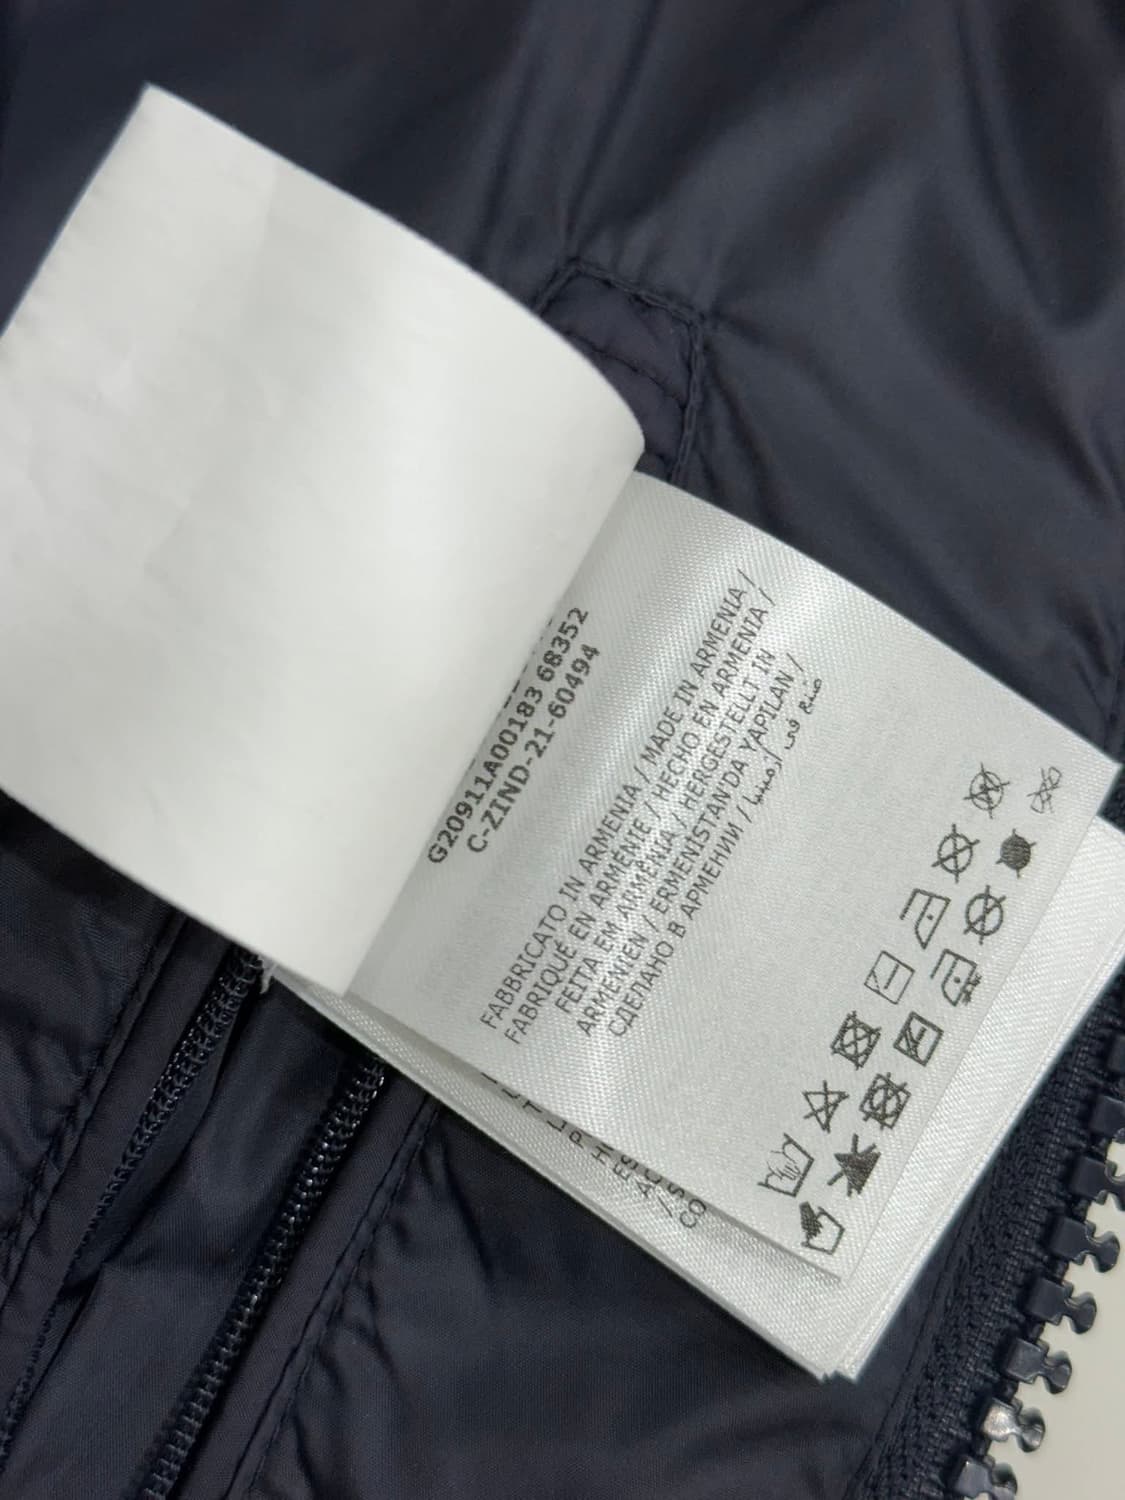 G20911A00183 68352
C-ZIND-21-60494
FABBRICATO IN ARMENIA / MADE IN ARMENIA /
FABRIQUÉ EN ARMÉNIE / HECHO EN ARMENIA /
FEITA EM ARMÊNIA / HERGESTELLT IN
ARMENIEN / ERMENISTAN'DA YAPILAN /
СДЕЛАНО В АРМЕНИИ / صنع في أرمينيا